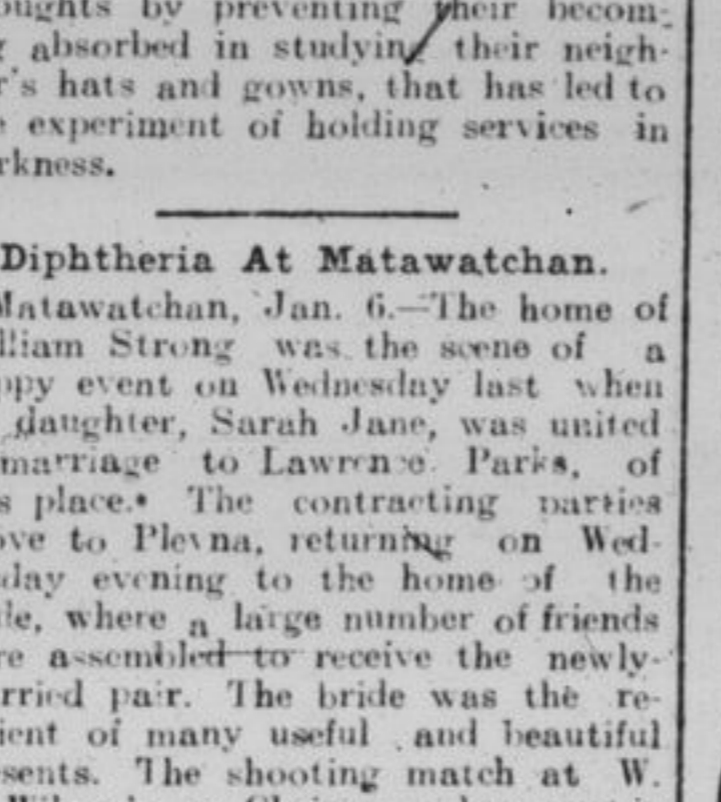 oughts by preventing their becom-
g absorbed in studying their neigh-
r's hats and gowns, that has led to
e experiment of holding services in
rkness.
Diphtheria At Matawatchan.
Matawatchan, Jan. 6.—The home of
lliam Strong was the scene of a
ppy event on Wednesday last when
daughter, Sarah Jane, was united
marriage to Lawrence Parks, of
s place. The contracting parties
ove to Plevna, returning on Wed-
day evening to the home of the
de, where a large number of friends
re assembled to receive the newly-
rried pair. The bride was the re-
ient of many useful and beautiful
sents. The shooting match at W.